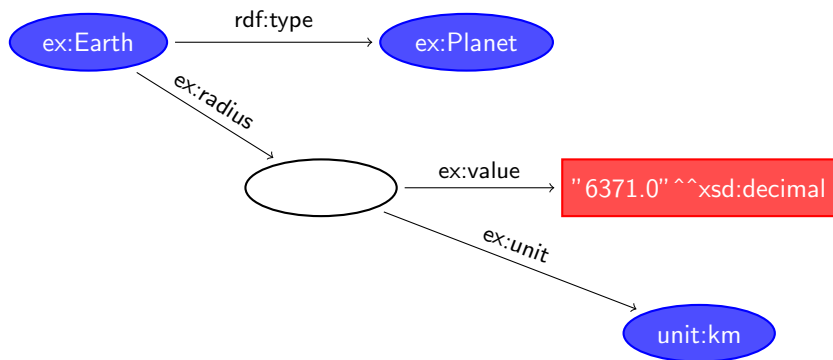 ex:Earth
rdf:type
ex:Planet
ex:radius
ex:value
"6371.0"^^xsd:decimal
ex:unit
unit:km